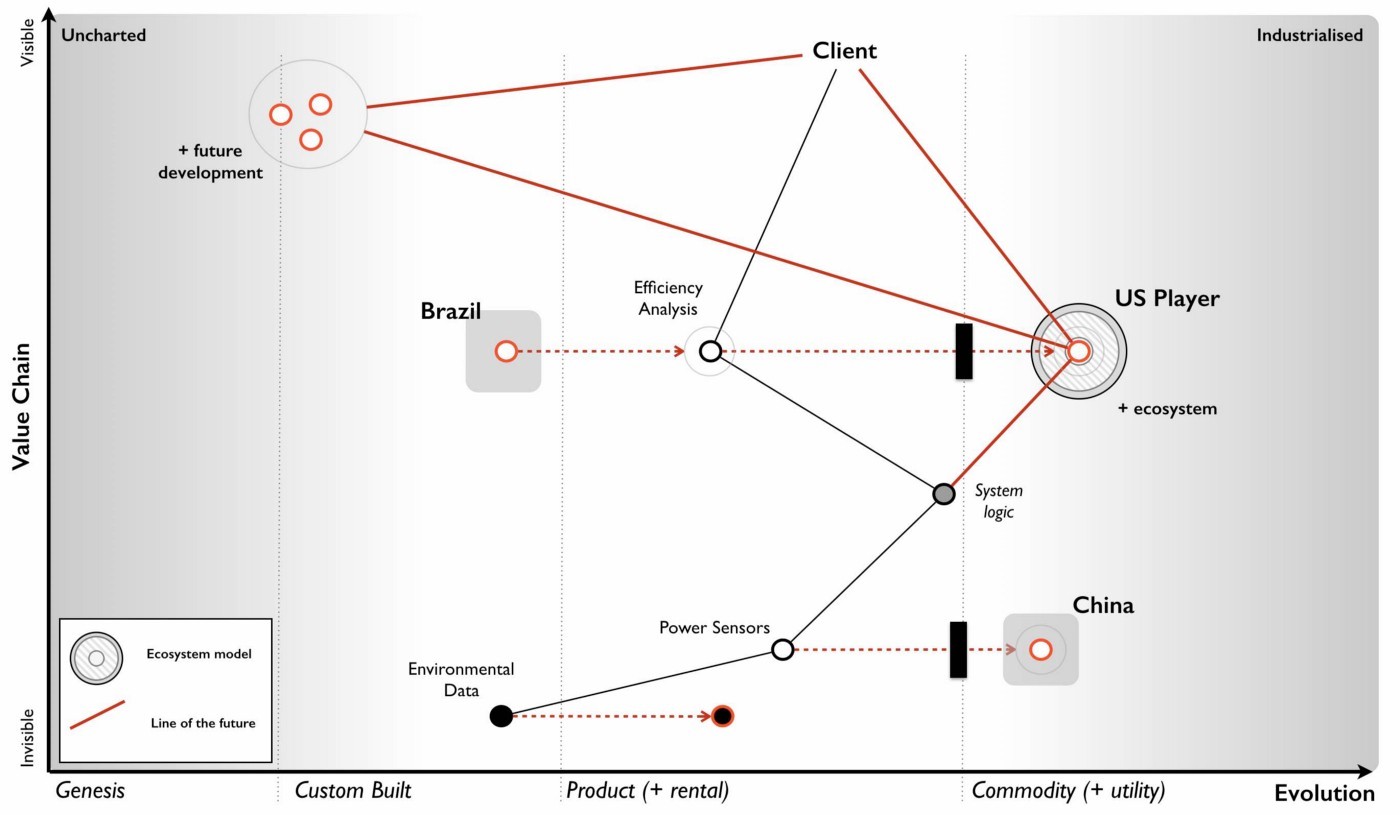 Visible
Uncharted
Client
Industrialised
+ future
development
Efficiency
Analysis
Brazil
US Player
+ ecosystem
Value Chain
System
logic
China
Power Sensors
Environmental
Data
Ecosystem model
Line of the future
Invisible
Genesis
Custom Built
Product (+ rental)
Commodity (+ utility)
Evolution